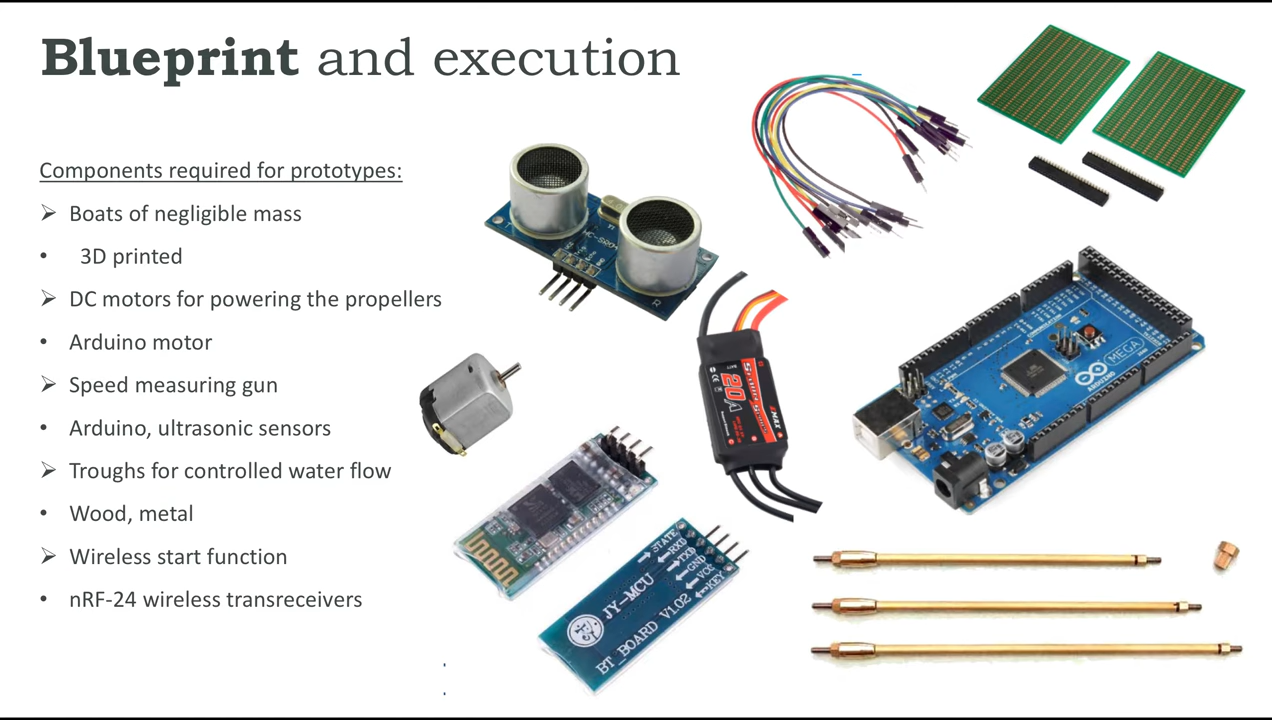 Blueprint and execution
Components required for prototypes:
Boats of negligible mass
3D printed
DC motors for powering the propellers
Arduino motor
Speed measuring gun
Arduino, ultrasonic sensors
Troughs for controlled water flow
Wood, metal
Wireless start function
nRF-24 wireless transreceivers
20A
MEGA
ARDUINO
STATE
RXD
TXD
GND
VCC
KEY
JY-MCU
BT_BOARD V1.02